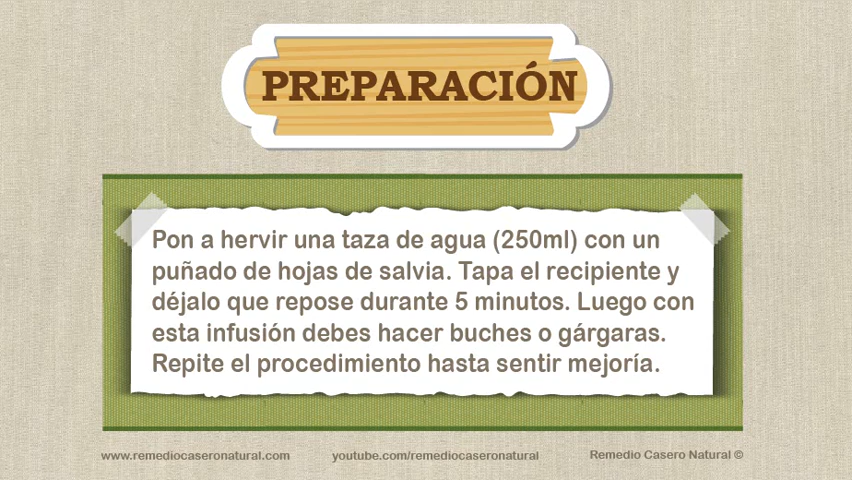 PREPARACIÓN
Pon a hervir una taza de agua (250ml) con un
puñado de hojas de salvia. Tapa el recipiente y
déjalo que repose durante 5 minutos. Luego con
esta infusión debes hacer buches o gárgaras.
Repite el procedimiento hasta sentir mejoría.
www.remediocaseronatural.com youtube.com/remediocaseronatural Remedio Casero Natural ©